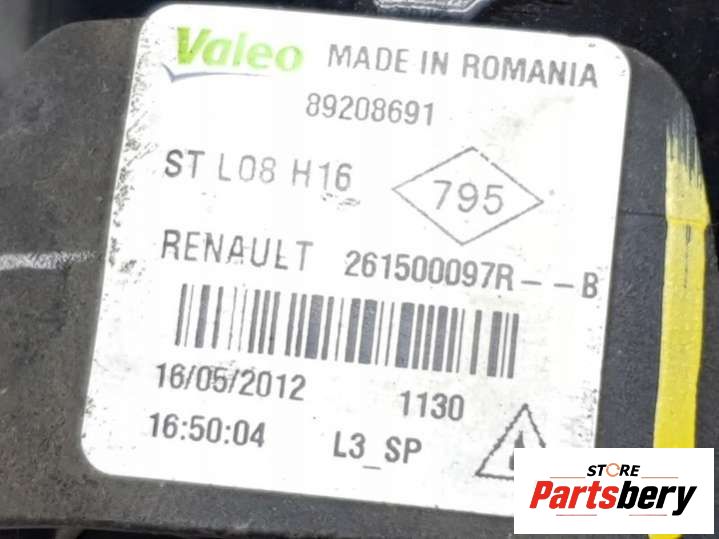 Valeo MADE IN ROMANIA
89208691
ST L08 H16 795
RENAULT 261500097R--B
16/05/2012 1130
16:50:04 L3_SP
STORE
Partsbery